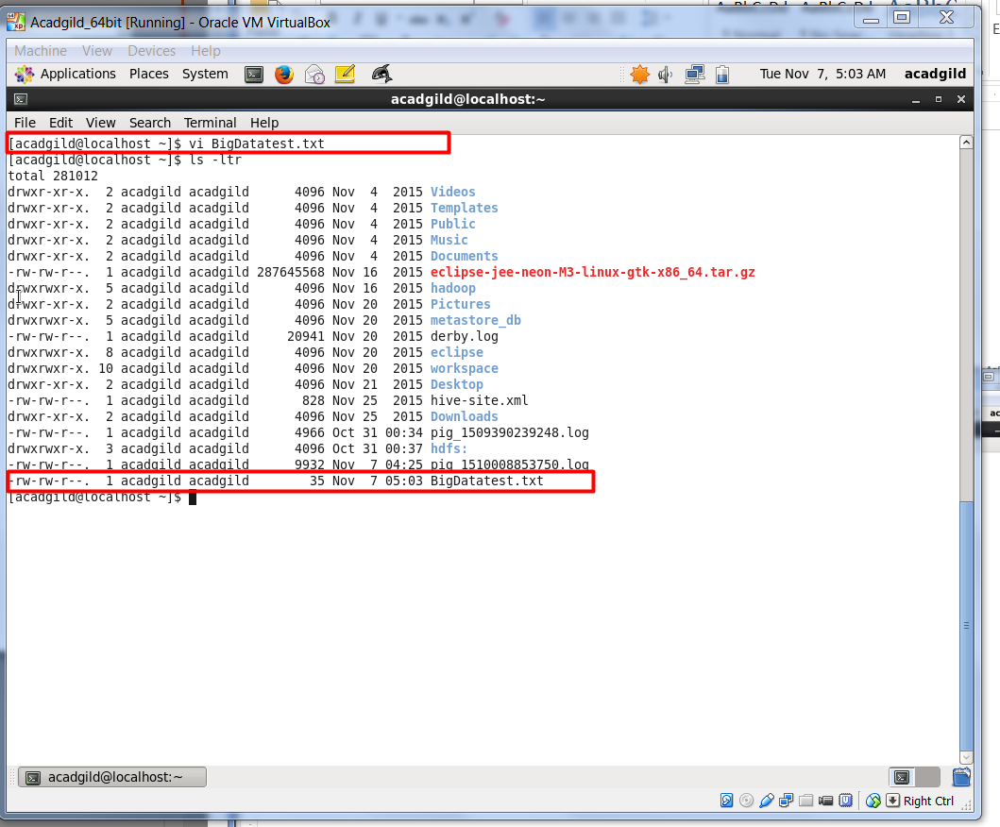 Acadgild_64bit [Running] - Oracle VM VirtualBox
Machine View Devices Help
Applications Places System Tue Nov 7, 5:03 AM acadgild
acadgild@localhost:~
File Edit View Search Terminal Help
[acadgild@localhost ~]$ vi BigDatatest.txt
[acadgild@localhost ~]$ ls -ltr
total 281012
drwxr-xr-x. 2 acadgild acadgild 4096 Nov 4 2015 Videos
drwxr-xr-x. 2 acadgild acadgild 4096 Nov 4 2015 Templates
drwxr-xr-x. 2 acadgild acadgild 4096 Nov 4 2015 Public
drwxr-xr-x. 2 acadgild acadgild 4096 Nov 4 2015 Music
drwxr-xr-x. 2 acadgild acadgild 4096 Nov 4 2015 Documents
-rw-rw-r--. 1 acadgild acadgild 287645568 Nov 16 2015 eclipse-jee-neon-M3-linux-gtk-x86_64.tar.gz
drwxrwxr-x. 5 acadgild acadgild 4096 Nov 16 2015 hadoop
drwxr-xr-x. 2 acadgild acadgild 4096 Nov 20 2015 Pictures
drwxrwxr-x. 5 acadgild acadgild 4096 Nov 20 2015 metastore_db
-rw-rw-r--. 1 acadgild acadgild 20941 Nov 20 2015 derby.log
drwxrwxr-x. 8 acadgild acadgild 4096 Nov 20 2015 eclipse
drwxrwxr-x. 10 acadgild acadgild 4096 Nov 20 2015 workspace
drwxr-xr-x. 2 acadgild acadgild 4096 Nov 21 2015 Desktop
-rw-rw-r--. 1 acadgild acadgild 828 Nov 25 2015 hive-site.xml
drwxr-xr-x. 2 acadgild acadgild 4096 Nov 25 2015 Downloads
-rw-rw-r--. 1 acadgild acadgild 4966 Oct 31 00:34 pig_1509390239248.log
drwxrwxr-x. 3 acadgild acadgild 4096 Oct 31 00:37 hdfs:
-rw-rw-r--. 1 acadgild acadgild 9932 Nov 7 04:25 pig_1510008853750.log
-rw-rw-r--. 1 acadgild acadgild 35 Nov 7 05:03 BigDatatest.txt
[acadgild@localhost ~]$
acadgild@localhost:~
Right Ctrl